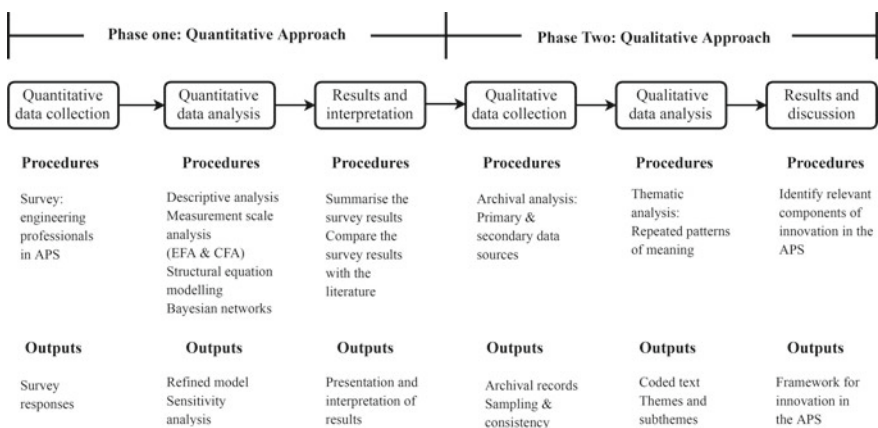 Phase one: Quantitative Approach
Phase Two: Qualitative Approach
Quantitative
data collection
Quantitative
data analysis
Results and
interpretation
Qualitative
data collection
Qualitative
data analysis
Results and
discussion
Procedures
Survey:
engineering
professionals
in APS
Procedures
Descriptive analysis
Measurement scale
analysis
(EFA & CFA)
Structural equation
modelling
Bayesian networks
Procedures
Summarise the
survey results
Compare the
survey results
with the
literature
Procedures
Archival analysis:
Primary &
secondary data
sources
Procedures
Thematic
analysis:
Repeated patterns
of meaning
Procedures
Identify relevant
components of
innovation in the
APS
Outputs
Survey
responses
Outputs
Refined model
Sensitivity
analysis
Outputs
Presentation and
interpretation of
results
Outputs
Archival records
Sampling &
consistency
Outputs
Coded text
Themes and
subthemes
Outputs
Framework for
innovation in
the APS